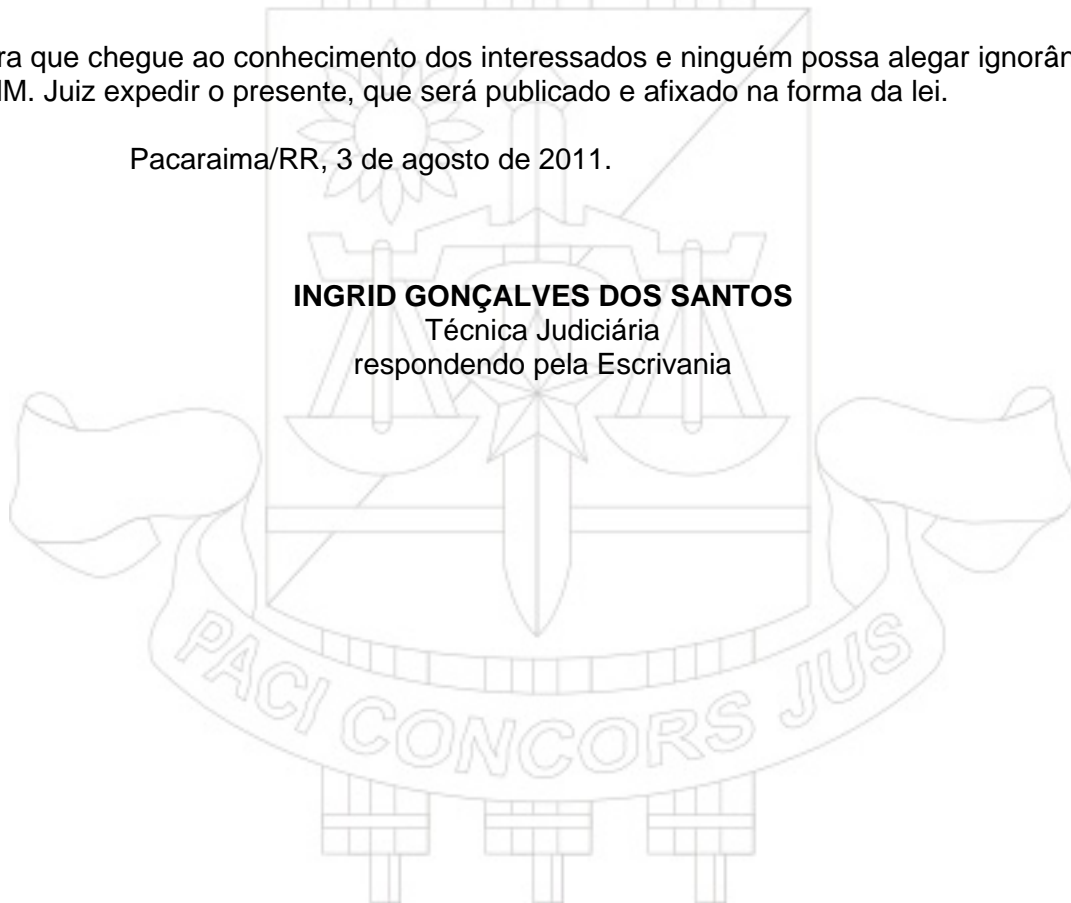 ra que chegue ao conhecimento dos interessados e ninguém possa alegar ignorân
IM. Juiz expedir o presente, que será publicado e afixado na forma da lei.
Pacaraima/RR, 3 de agosto de 2011.
INGRID GONÇALVES DOS SANTOS
Técnica Judiciária
respondendo pela Escrivania
PACI CONCORS JUS